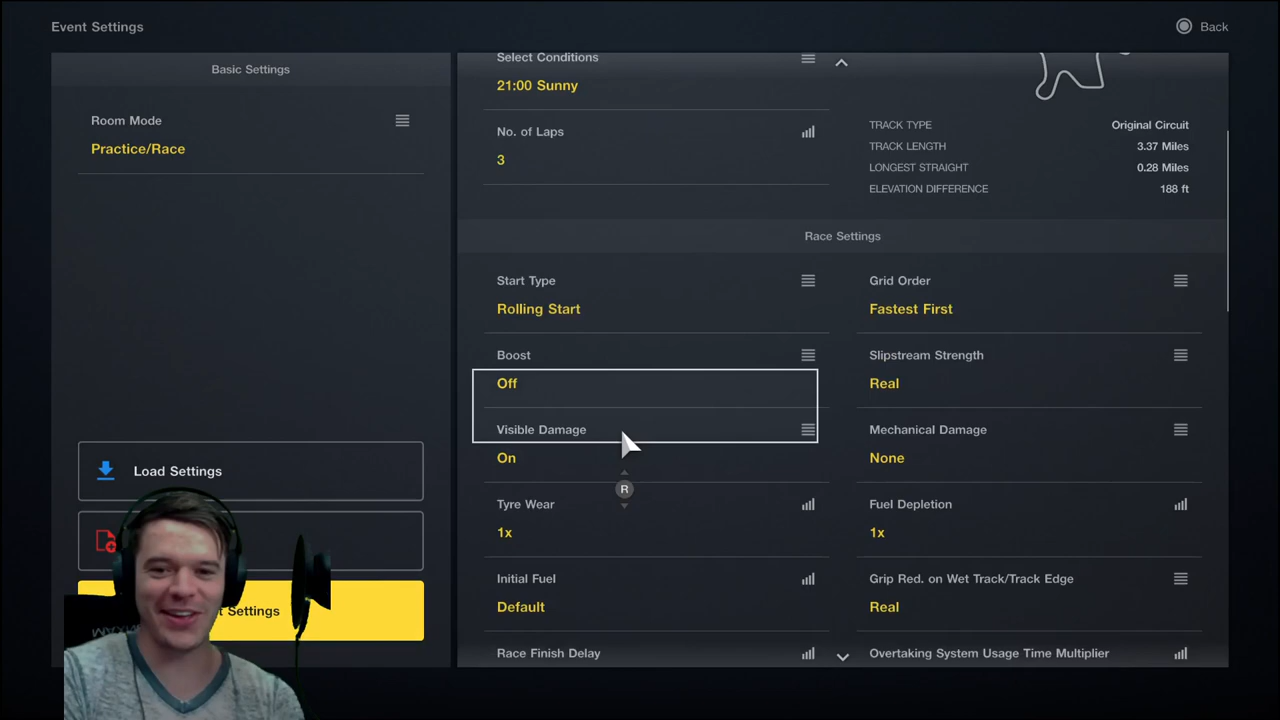 Event Settings
Back
Basic Settings
Room Mode
Practice/Race
Load Settings
t Settings
Select Conditions
21:00 Sunny
No. of Laps
3
TRACK TYPE Original Circuit
TRACK LENGTH 3.37 Miles
LONGEST STRAIGHT 0.28 Miles
ELEVATION DIFFERENCE 188 ft
Race Settings
Start Type
Rolling Start
Grid Order
Fastest First
Boost
Off
Slipstream Strength
Real
Visible Damage
On
Mechanical Damage
None
R
Tyre Wear
1x
Fuel Depletion
1x
Initial Fuel
Default
Grip Red. on Wet Track/Track Edge
Real
Race Finish Delay
Overtaking System Usage Time Multiplier